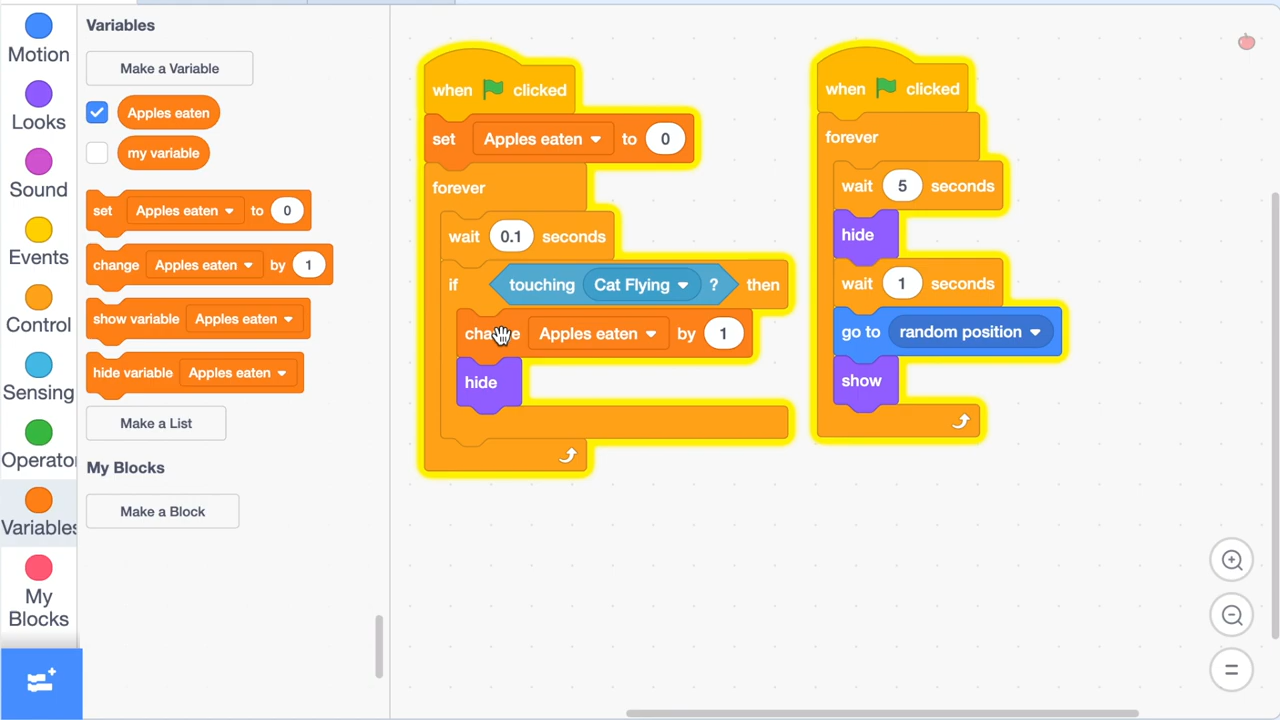 Motion
Looks
Sound
Events
Control
Sensing
Operato
Variables
My
Blocks
Variables
Make a Variable
Apples eaten
my variable
set Apples eaten to 0
change Apples eaten by 1
show variable Apples eaten
hide variable Apples eaten
Make a List
My Blocks
Make a Block
when clicked
set Apples eaten to 0
forever
wait 0.1 seconds
if touching Cat Flying ? then
change Apples eaten by 1
hide
when clicked
forever
wait 5 seconds
hide
wait 1 seconds
go to random position
show